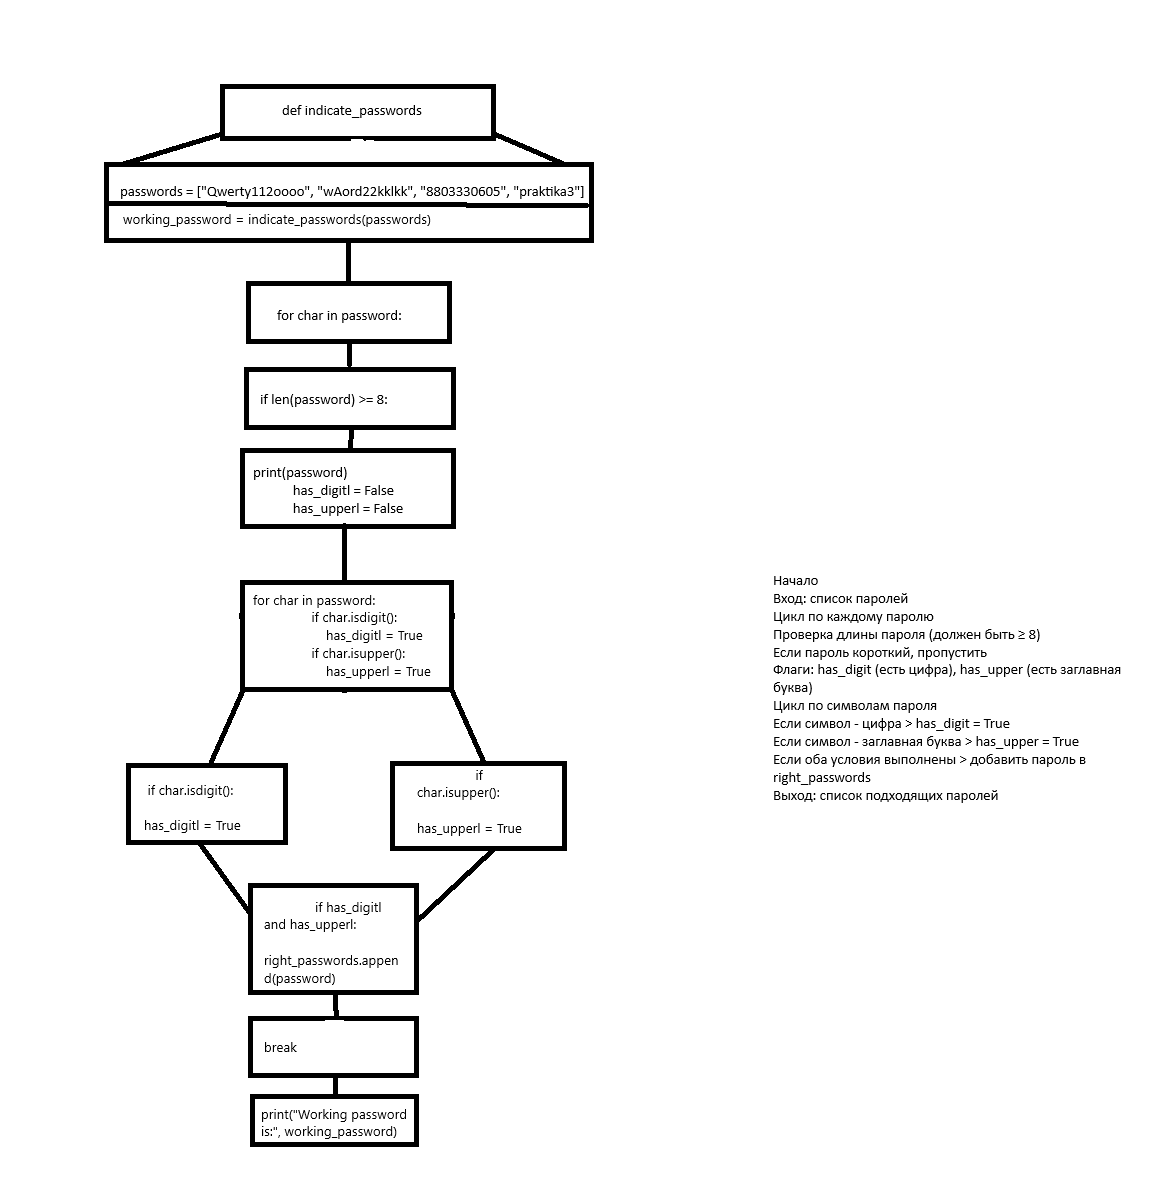 def indicate_passwords
passwords = ["Qwerty112oooo", "wAord22kklkk", "8803330605", "praktika3"]
working_password = indicate_passwords(passwords)
for char in password:
if len(password) >= 8:
print(password)
has_digitl = False
has_upperl = False
for char in password:
if char.isdigit():
has_digitl = True
if char.isupper():
has_upperl = True
if char.isdigit():
has_digitl = True
if
char.isupper():
has_upperl = True
if has_digitl
and has_upperl:
right_passwords.appen
d(password)
break
print("Working password
is:", working_password)
Начало
Вход: список паролей
Цикл по каждому паролю
Проверка длины пароля (должен быть ≥ 8)
Если пароль короткий, пропустить
Флаги: has_digit (есть цифра), has_upper (есть заглавная
буква)
Цикл по символам пароля
Если символ - цифра > has_digit = True
Если символ - заглавная буква > has_upper = True
Если оба условия выполнены > добавить пароль в
right_passwords
Выход: список подходящих паролей